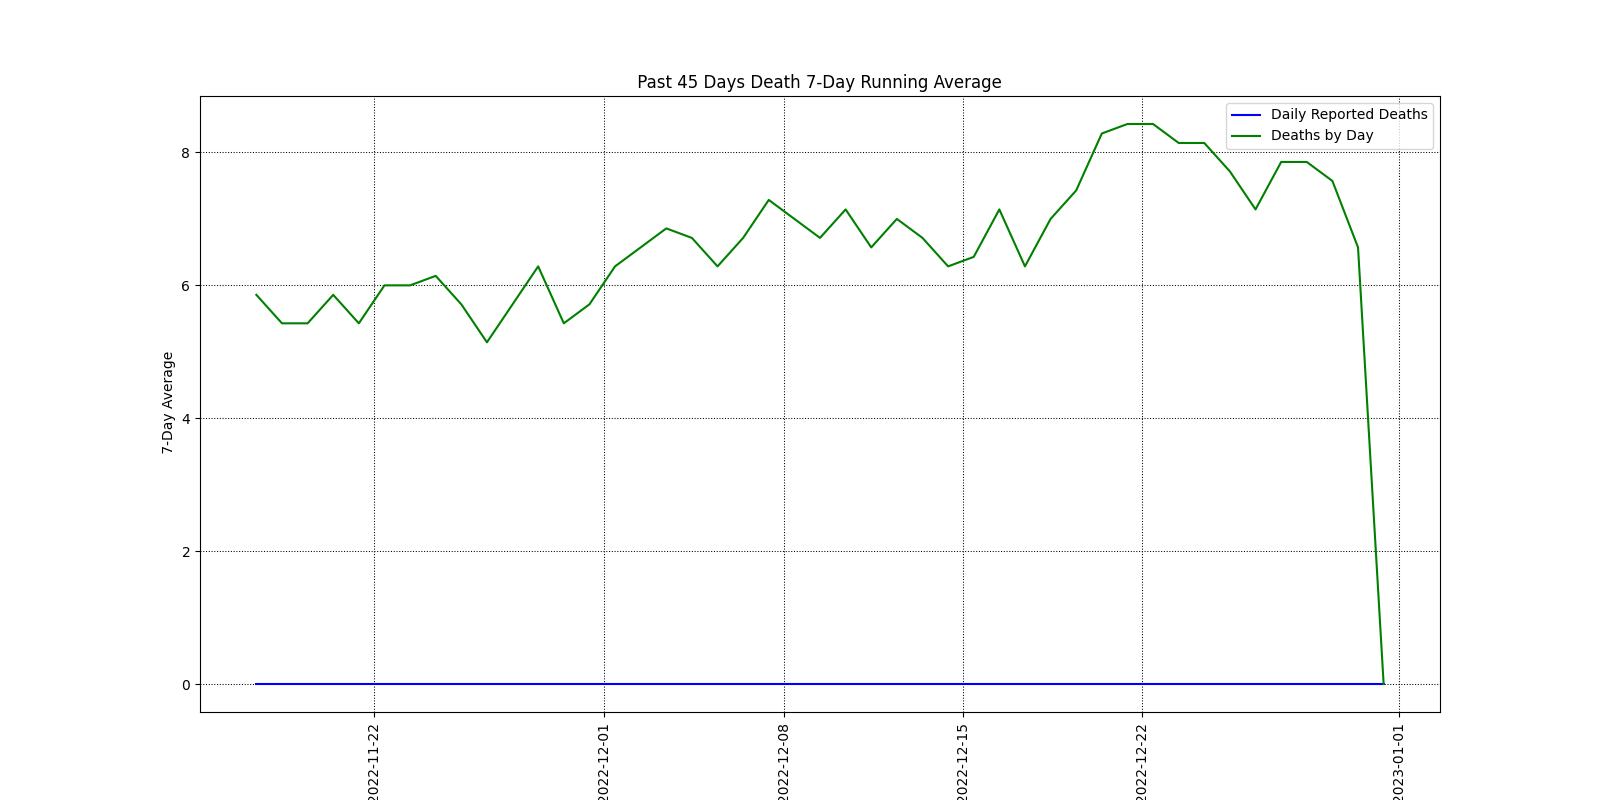 Past 45 Days Death 7-Day Running Average
Daily Reported Deaths
Deaths by Day
8
6
4
2
0
7-Day Average
2022-11-22
2022-12-01
2022-12-08
2022-12-15
2022-12-22
2023-01-01